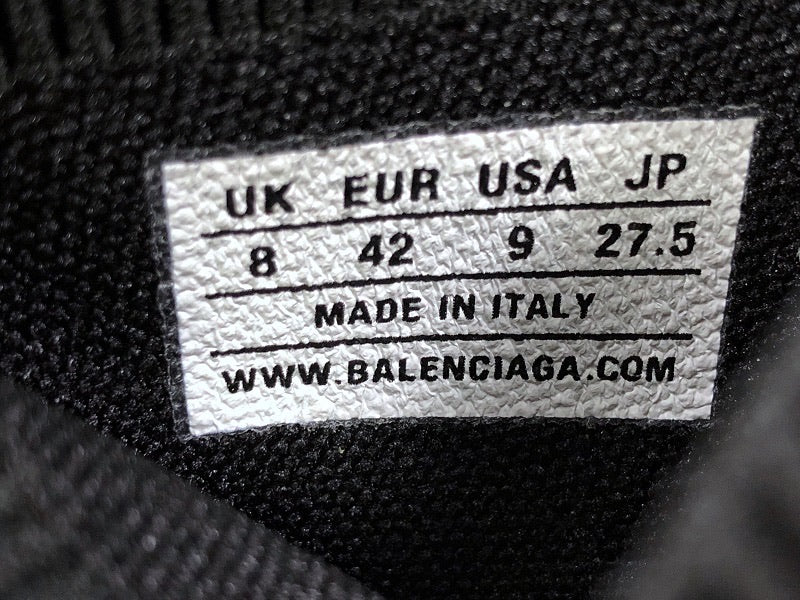 UK EUR USA JP
8 42 9 27.5
MADE IN ITALY
WWW.BALENCIAGA.COM